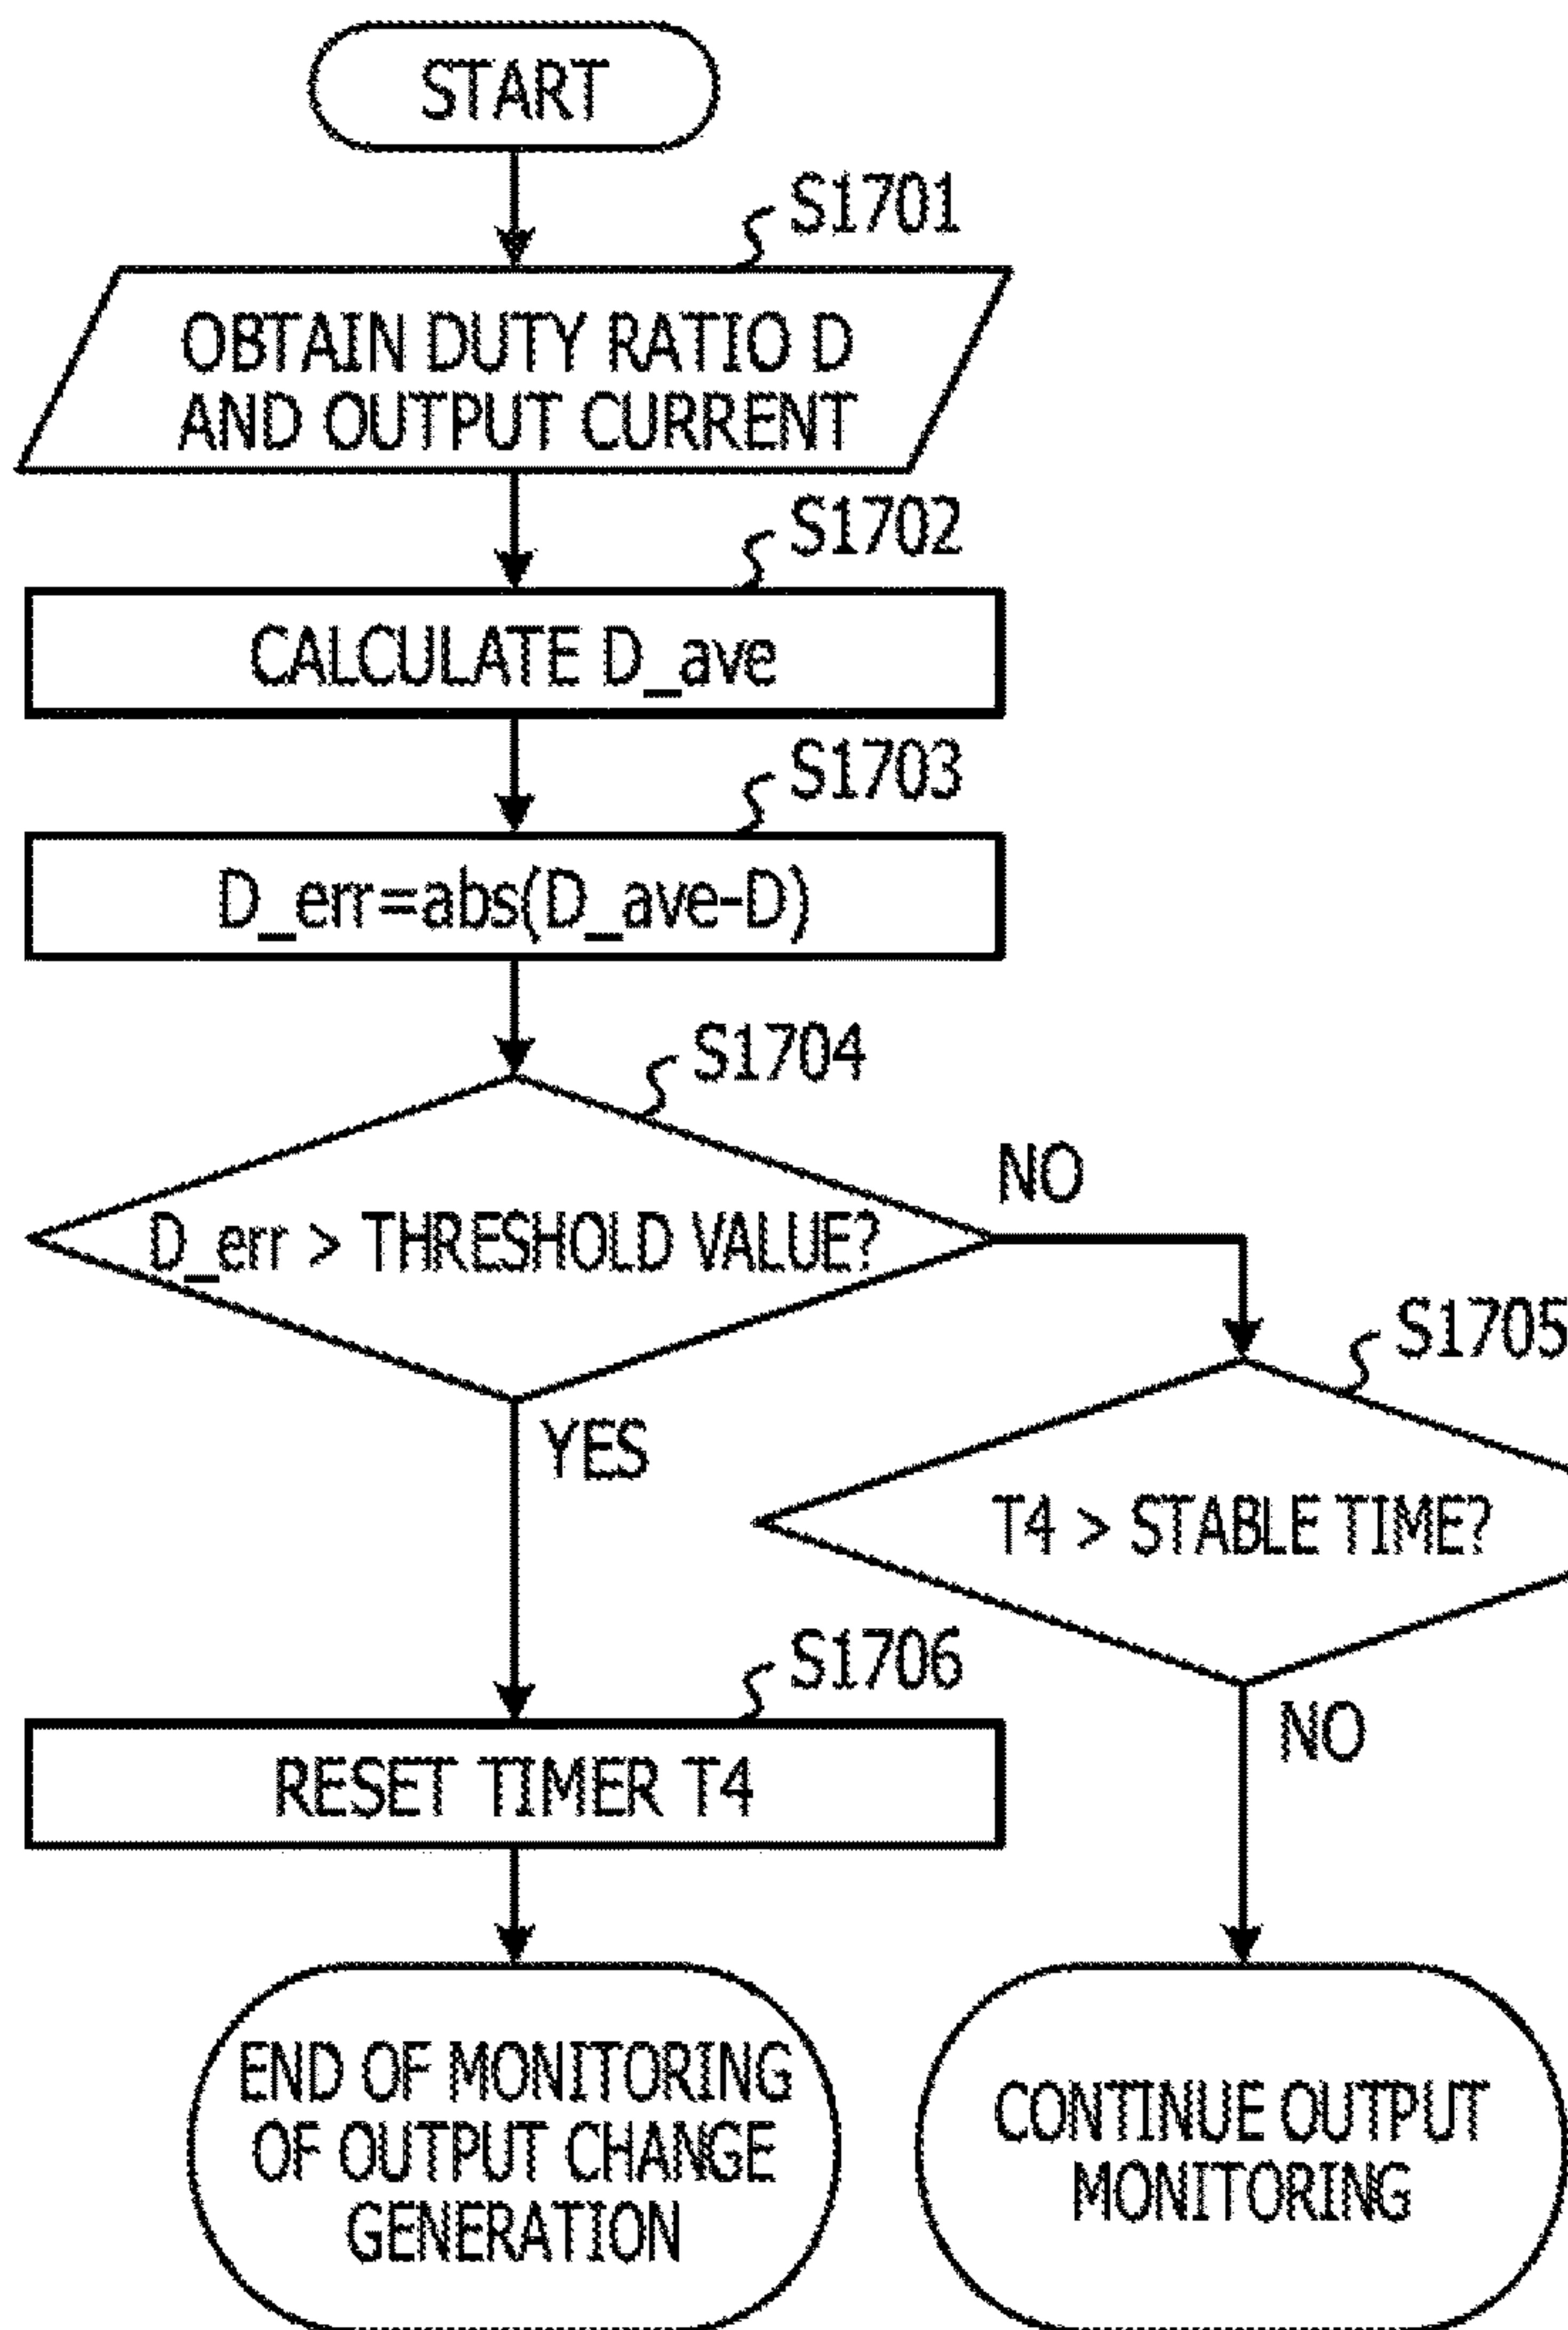 START
S1701
OBTAIN DUTY RATIO D
AND OUTPUT CURRENT
S1702
CALCULATE D_ave
S1703
D_err=abs(D_ave-D)
S1704
D_err > THRESHOLD VALUE?
NO
YES
S1705
T4 > STABLE TIME?
NO
S1706
RESET TIMER T4
END OF MONITORING
OF OUTPUT CHANGE
GENERATION
CONTINUE OUTPUT
MONITORING